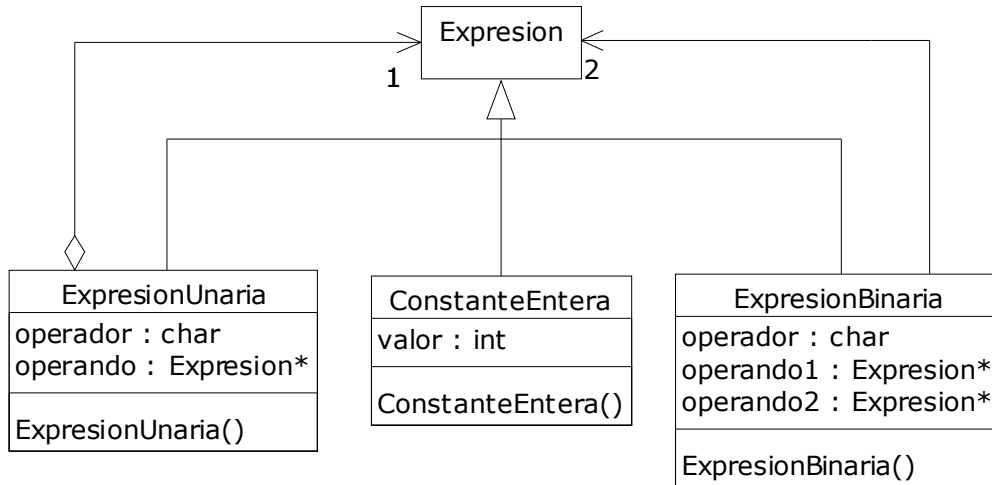 Expresion
1
2
ExpresionUnaria
operador : char
operando : Expresion*
ExpresionUnaria()
ConstanteEntera
valor : int
ConstanteEntera()
ExpresionBinaria
operador : char
operando1 : Expresion*
operando2 : Expresion*
ExpresionBinaria()